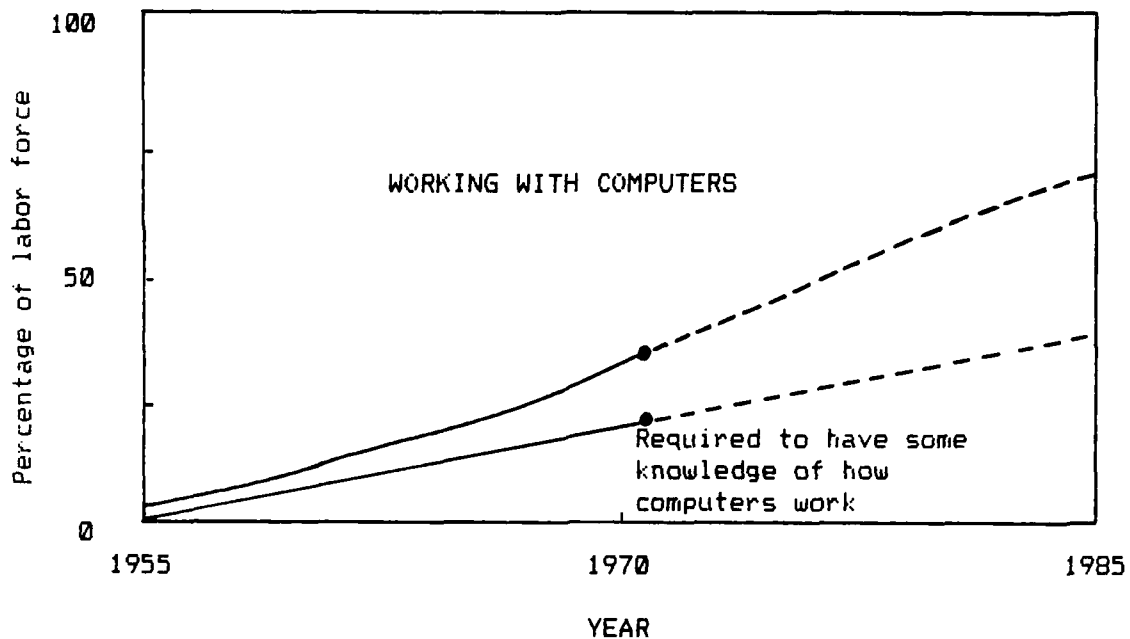 100
Percentage of labor force
WORKING WITH COMPUTERS
50
Required to have some
knowledge of how
computers work
0
1955 1970 1985
YEAR